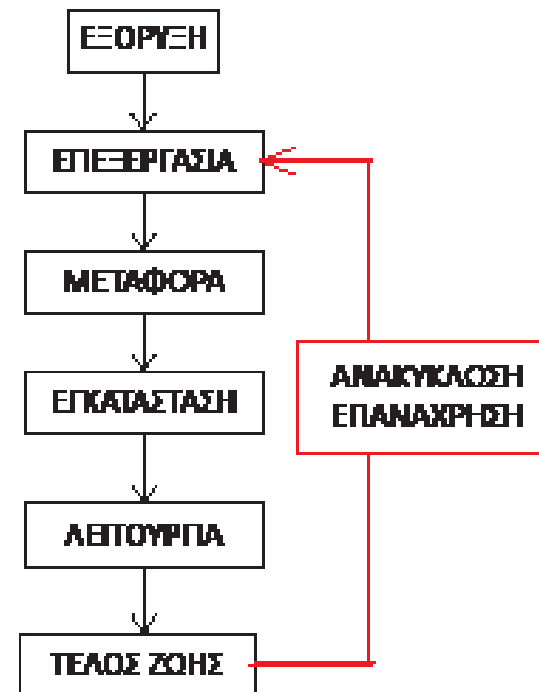 ΕΞΟΡΥΞΗ
ΕΠΕΞΕΡΓΑΣΙΑ
ΜΕΤΑΦΟΡΑ
ΕΓΚΑΤΑΣΤΑΣΗ
ΛΕΙΤΟΥΡΓΙΑ
ΤΕΛΟΣ ΖΩΗΣ
ΑΝΑΚΥΚΛΩΣΗ
ΕΠΑΝΑΧΡΗΣΗ